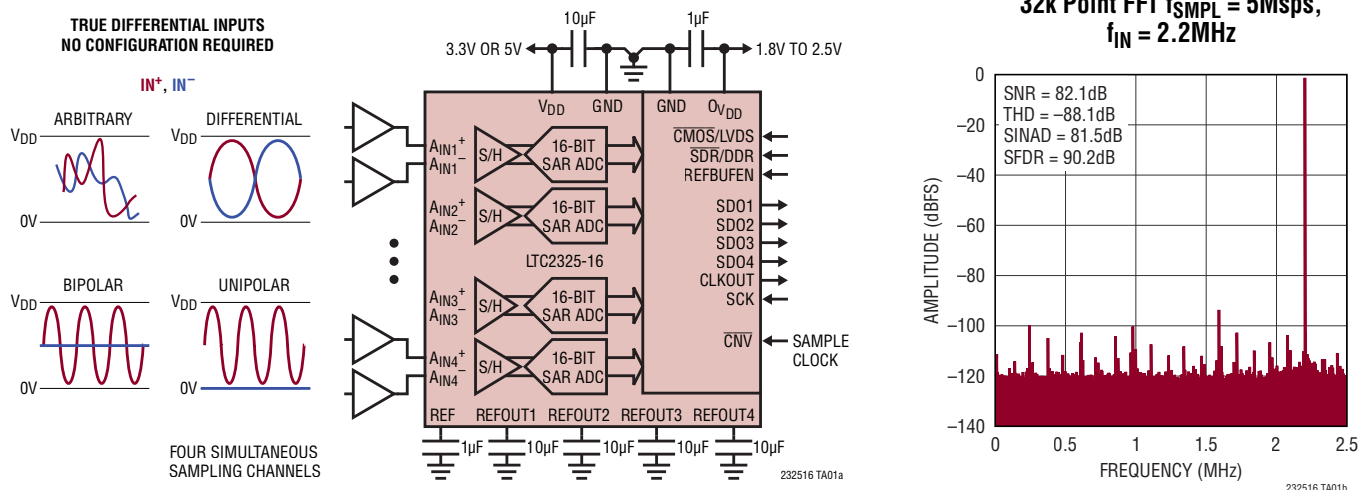 TRUE DIFFERENTIAL INPUTS
NO CONFIGURATION REQUIRED
IN+, IN−
ARBITRARY
VDD
0V
DIFFERENTIAL
VDD
0V
BIPOLAR
VDD
0V
UNIPOLAR
VDD
0V
FOUR SIMULTANEOUS
SAMPLING CHANNELS
10µF
1µF
3.3V OR 5V
1.8V TO 2.5V
VDD
GND
GND
OVDD
AIN1+
AIN1−
S/H
16-BIT
SAR ADC
AIN2+
AIN2−
S/H
16-BIT
SAR ADC
LTC2325-16
AIN3+
AIN3−
S/H
16-BIT
SAR ADC
AIN4+
AIN4−
S/H
16-BIT
SAR ADC
CMOS/LVDS
SDR/DDR
REFBUFEN
SDO1
SDO2
SDO3
SDO4
CLKOUT
SCK
CNV
SAMPLE
CLOCK
REF
REFOUT1
REFOUT2
REFOUT3
REFOUT4
1µF
10µF
10µF
10µF
10µF
232516 TA01a
32k Point FFT fSMPL = 5Msps,
fIN = 2.2MHz
SNR = 82.1dB
THD = –88.1dB
SINAD = 81.5dB
SFDR = 90.2dB
AMPLITUDE (dBFS)
0
–20
–40
–60
–80
–100
–120
–140
0
0.5
1
1.5
2
2.5
FREQUENCY (MHz)
232516 TA01b